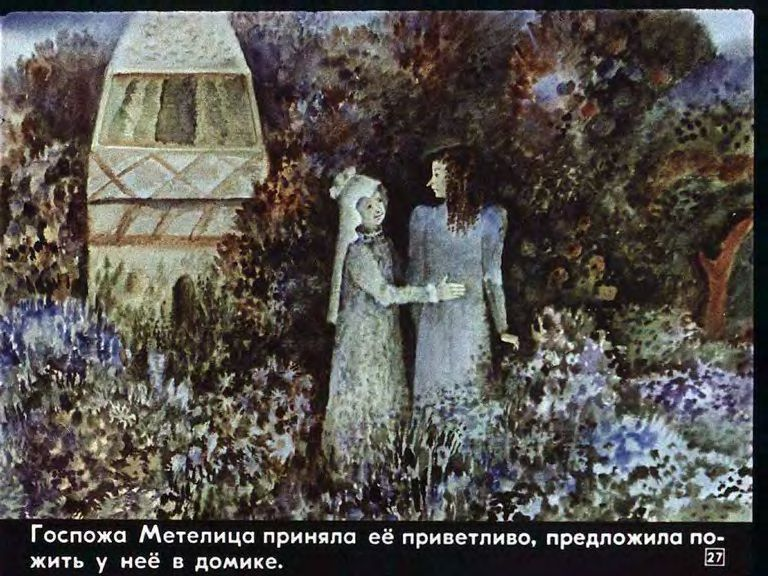 Госпожа Метелица приняла её приветливо, предложила по-
жить у неё в домике.
27